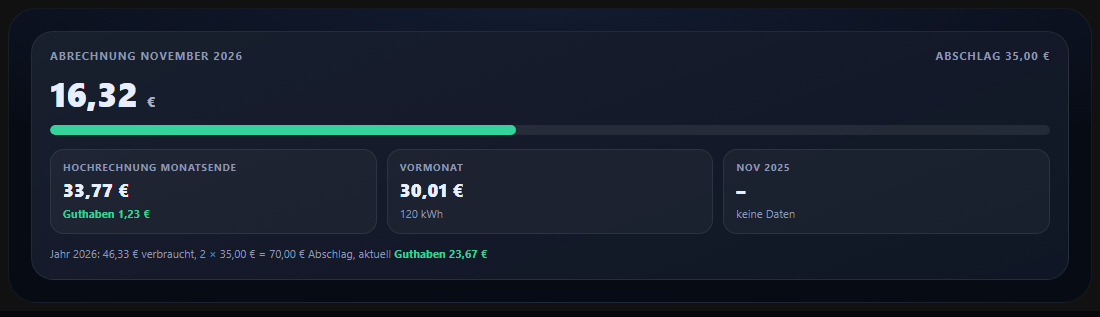 ABRECHNUNG NOVEMBER 2026
ABSCHLAG 35,00 €
16,32 €
HOCHRECHNUNG MONATSENDE
33,77 €
Guthaben 1,23 €
VORMONAT
30,01 €
120 kWh
NOV 2025
–
keine Daten
Jahr 2026: 46,33 € verbraucht, 2 × 35,00 € = 70,00 € Abschlag, aktuell Guthaben 23,67 €